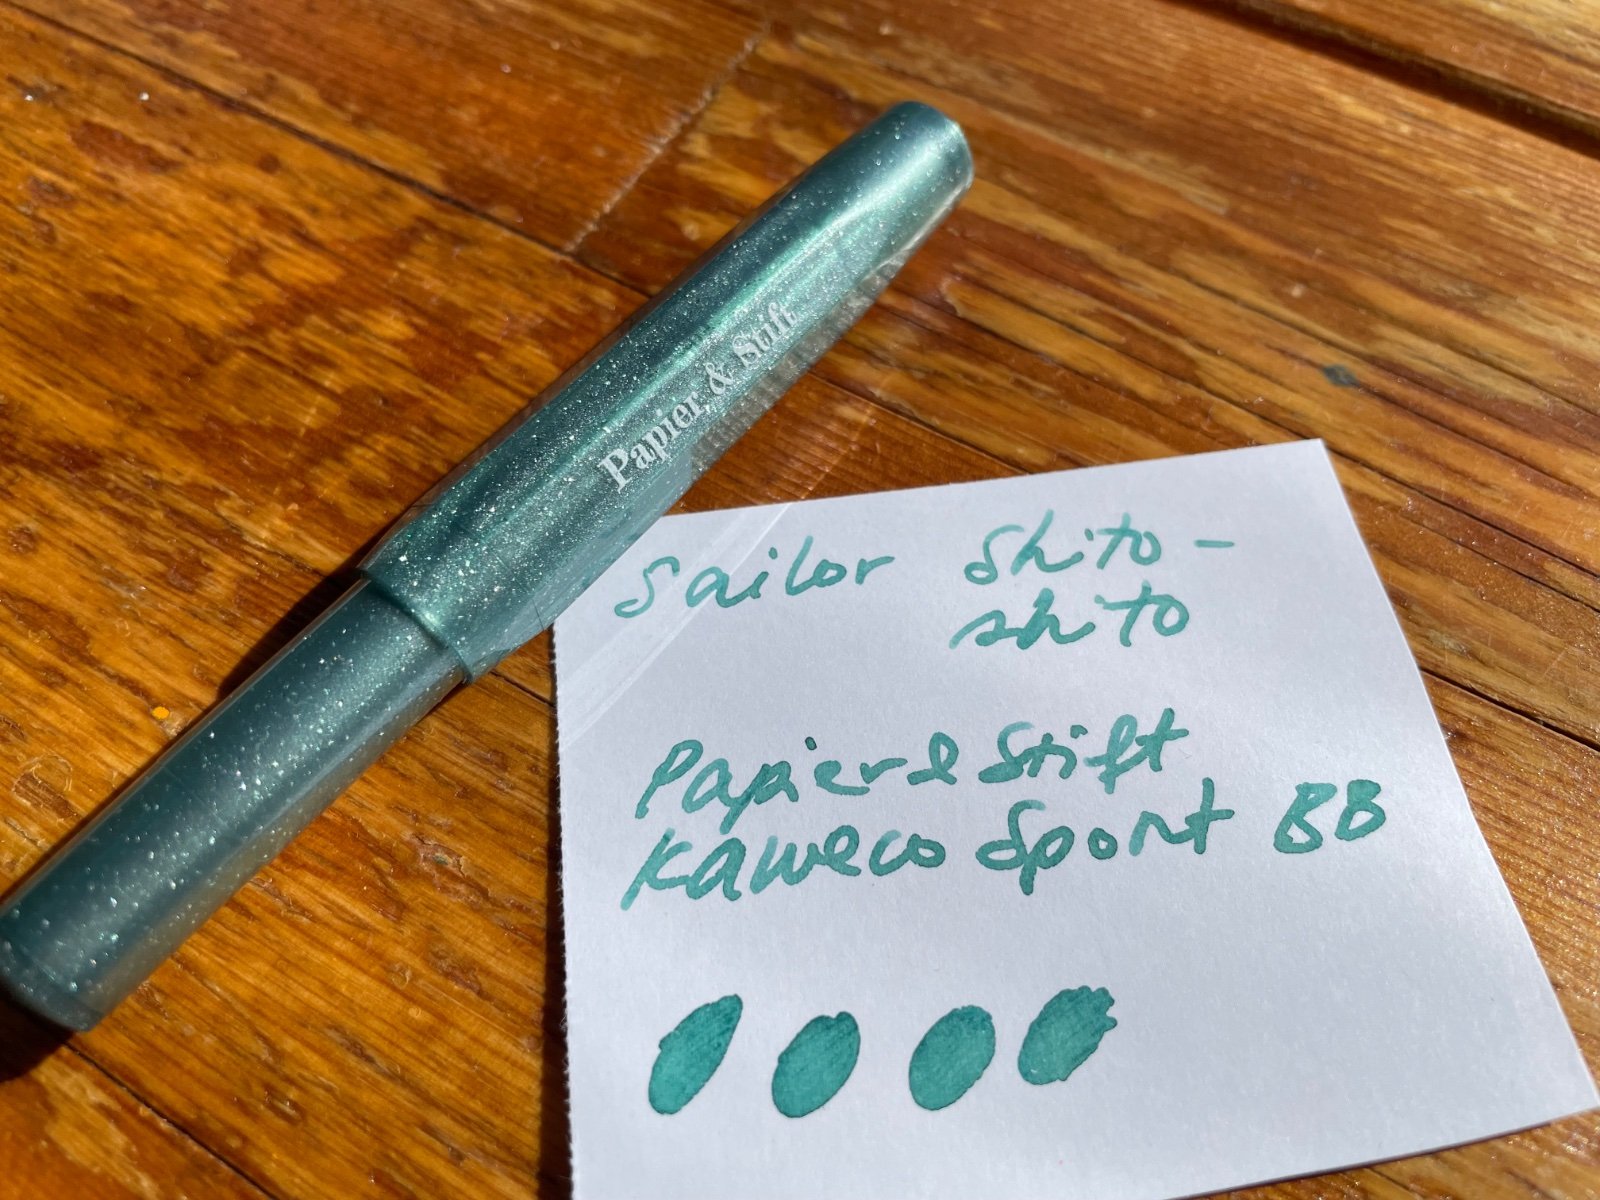 Papier & Stift
Sailor Shito-
shito
Papier & Stift
Kaweco Sport BB